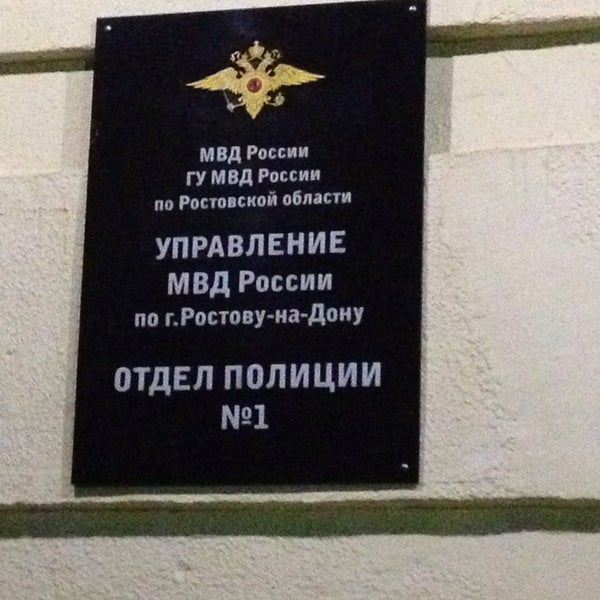 МВД России
ГУ МВД России
по Ростовской области
УПРАВЛЕНИЕ
МВД России
по г.Ростову-на-Дону
ОТДЕЛ ПОЛИЦИИ
№1